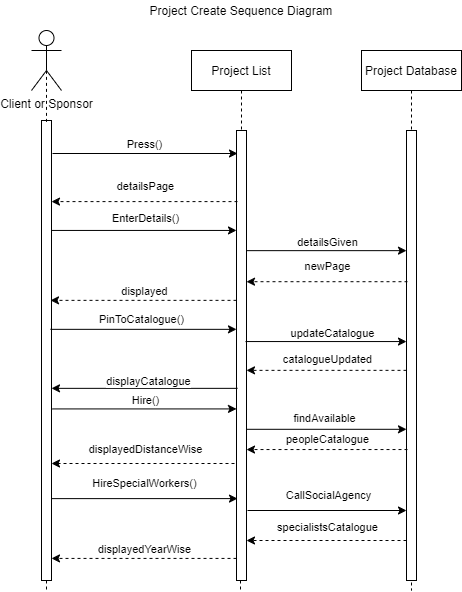 Project Create Sequence Diagram
Project List
Project Database
Client or Sponsor
Press()
detailsPage
EnterDetails()
detailsGiven
newPage
displayed
PinToCatalogue()
updateCatalogue
catalogueUpdated
displayCatalogue
Hire()
findAvailable
peopleCatalogue
displayedDistanceWise
HireSpecialWorkers()
CallSocialAgency
specialistsCatalogue
displayedYearWise